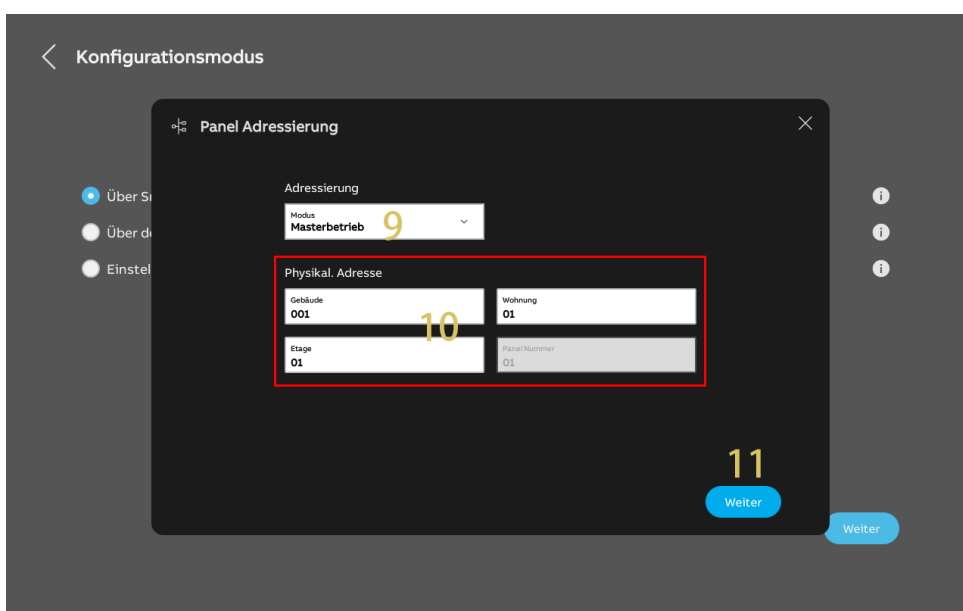 Konfigurationsmodus
Panel Adressierung
Über S
Über d
Einstel
Adressierung
Modus
Masterbetrieb
9
Physikal. Adresse
Gebäude
001
Wohnung
01
10
Etage
01
Panel Nummer
01
11
Weiter
Weiter